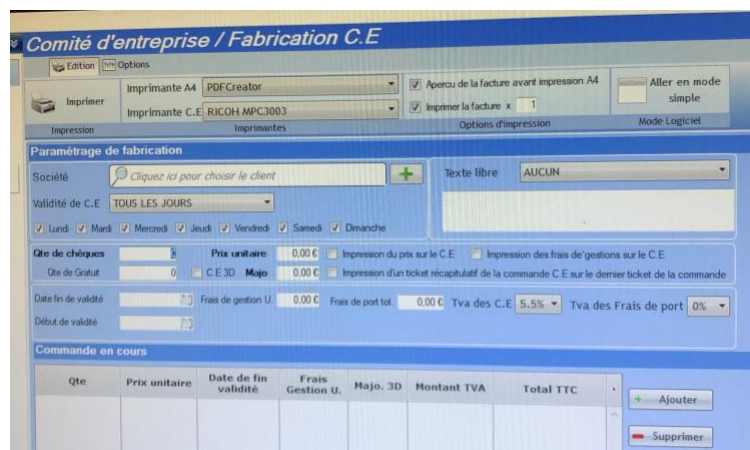 Comité d'entreprise / Fabrication C.E
Edition Options
Imprimer
Imprimante A4 PDFCreator
Imprimante C.E RICOH MPC3003
Apercu de la facture avant impression A4
Imprimer la facture x 1
Aller en mode simple
Impression Imprimantes Options d'impression Mode Logiciel
Paramétrage de fabrication
Société Cliquez ici pour choisir le client
Texte libre AUCUN
Validité de C.E TOUS LES JOURS
Lundi Mardi Mercredi Jeudi Vendredi Samedi Dimanche
Qte de chèques Prix unitaire 0,00 € Impression du prix sur le C.E Impression des frais de'gestions sur le C.E
Qte de Gratuit 0 C.E 3D Majo 0,00 € Impression d'un ticket récapitulatif de la commande C.E sur le dernier ticket de la commande
Date fin de validité Frais de gestion U. 0,00 € Frais de port tot. 0,00 € Tva des C.E 5.5% Tva des Frais de port 0%
Début de validité
Commande en cours
Qte Prix unitaire Date de fin validité Frais Gestion U. Majo. 3D Montant TVA Total TTC
Ajouter
Supprimer